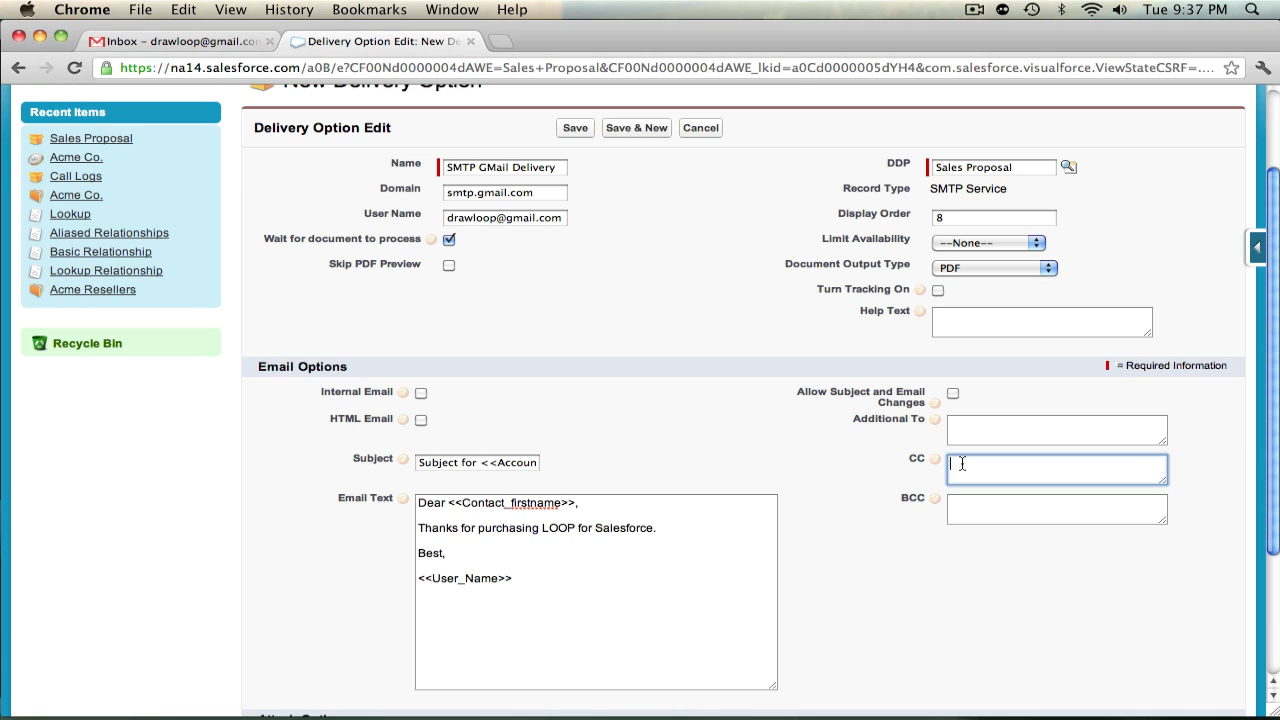 Chrome File Edit View History Bookmarks Window Help Tue 9:37 PM
Inbox - drawloop@gmail.com
Delivery Option Edit: New De
https://na14.salesforce.com/a0B/e?CF00Nd0000004dAWE=Sales+Proposal&CF00Nd0000004dAWE_lkid=a0Cd0000005dYH4&com.salesforce.visualforce.ViewStateCSRF=....
New Delivery Option
Recent Items
Sales Proposal
Acme Co.
Call Logs
Acme Co.
Lookup
Aliased Relationships
Basic Relationship
Lookup Relationship
Acme Resellers
Recycle Bin
Delivery Option Edit Save Save & New Cancel
Name SMTP GMail Delivery
DDP Sales Proposal
Domain smtp.gmail.com
Record Type SMTP Service
User Name drawloop@gmail.com
Display Order 8
Wait for document to process
Limit Availability --None--
Skip PDF Preview
Document Output Type PDF
Turn Tracking On
Help Text
Email Options
= Required Information
Internal Email
Allow Subject and Email
Changes
HTML Email
Additional To
Subject Subject for <<Accoun
CC
Email Text
BCC
Dear <<Contact_firstname>>,
Thanks for purchasing LOOP for Salesforce.
Best,
<<User_Name>>